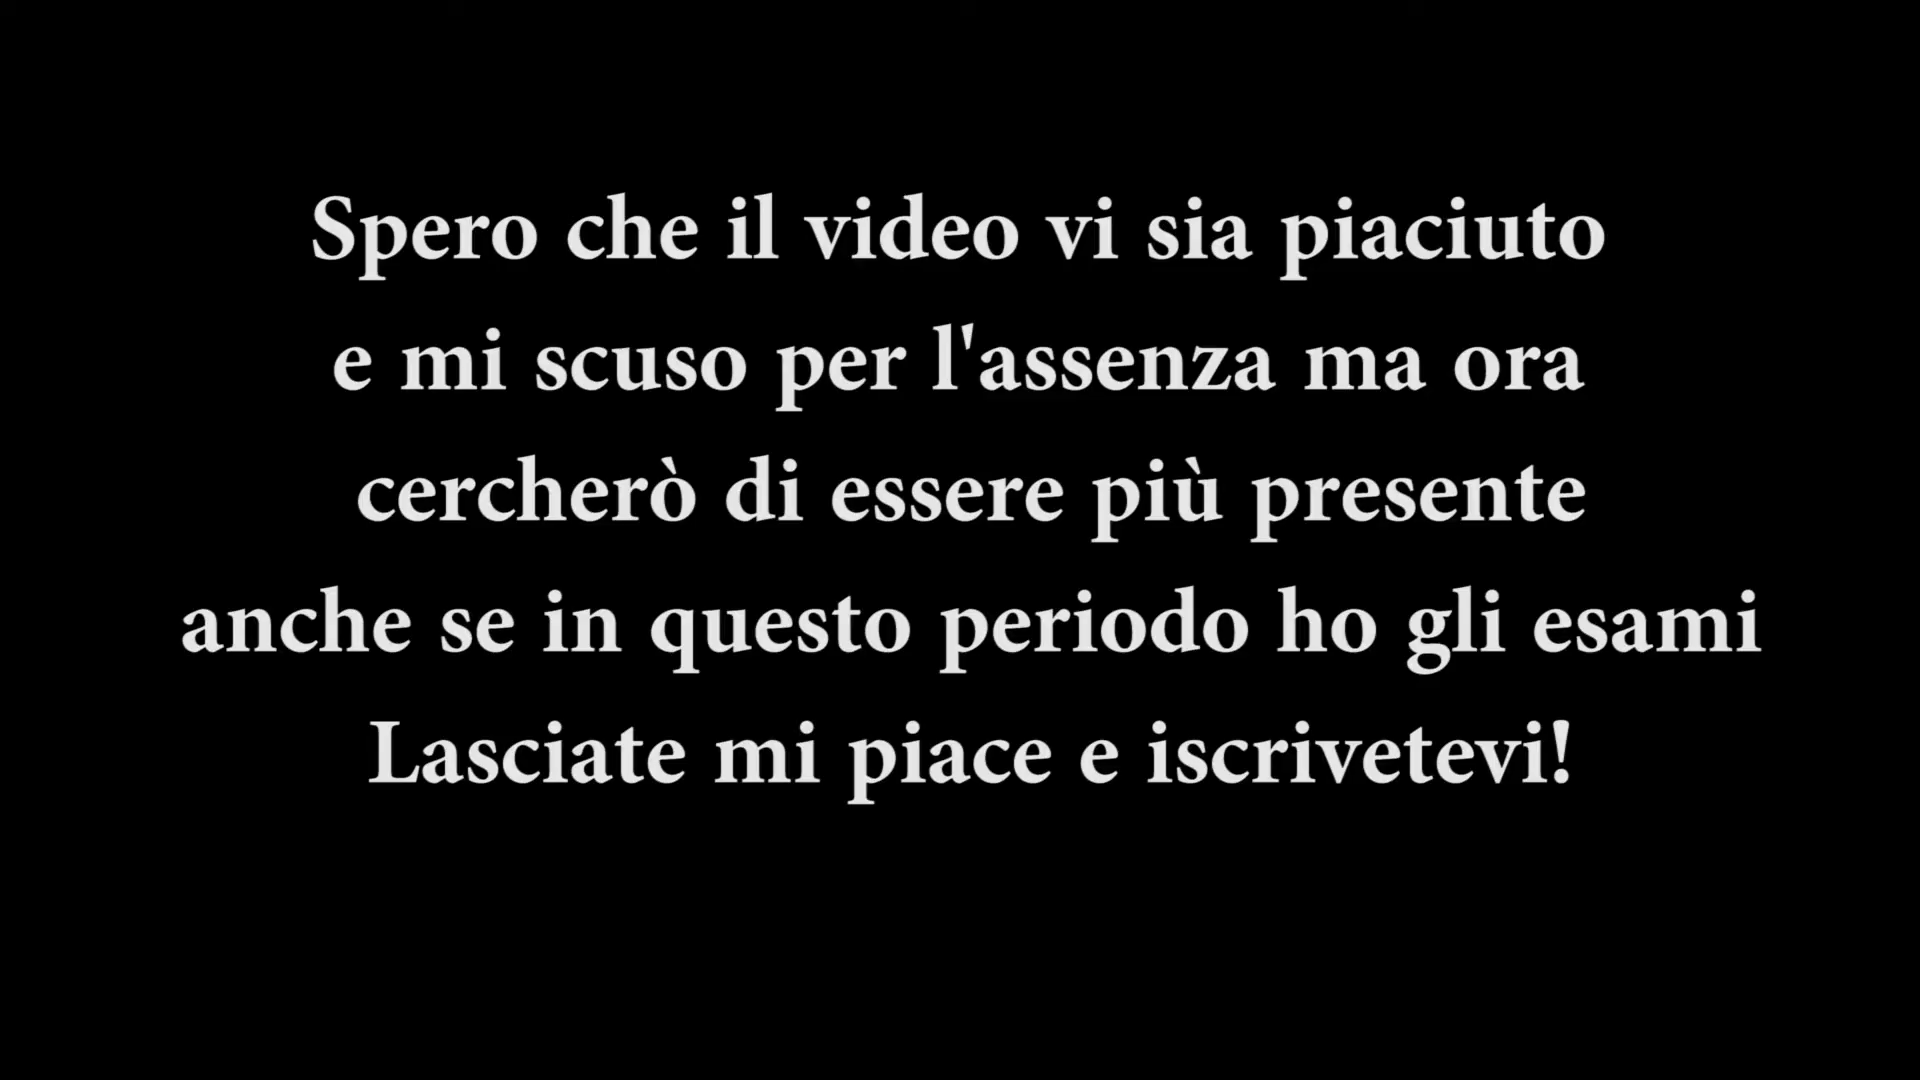 Spero che il video vi sia piaciuto
e mi scuso per l'assenza ma ora
cercherò di essere più presente
anche se in questo periodo ho gli esami
Lasciate mi piace e iscrivetevi!